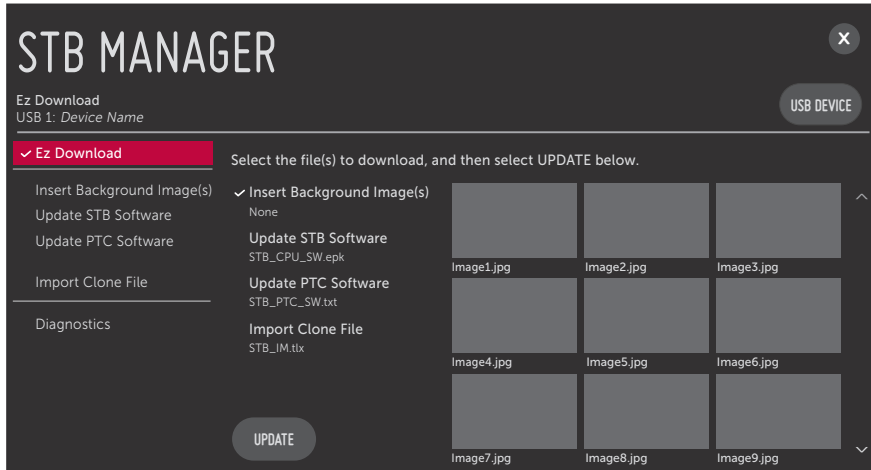 STB MANAGER
X
Ez Download
USB 1: Device Name
USB DEVICE
Ez Download
Insert Background Image(s)
Update STB Software
Update PTC Software
Import Clone File
Diagnostics
Select the file(s) to download, and then select UPDATE below.
Insert Background Image(s)
None
Update STB Software
STB_CPU_SW.epk
Update PTC Software
STB_PTC_SW.txt
Import Clone File
STB_IM.tlx
UPDATE
Image1.jpg
Image2.jpg
Image3.jpg
Image4.jpg
Image5.jpg
Image6.jpg
Image7.jpg
Image8.jpg
Image9.jpg